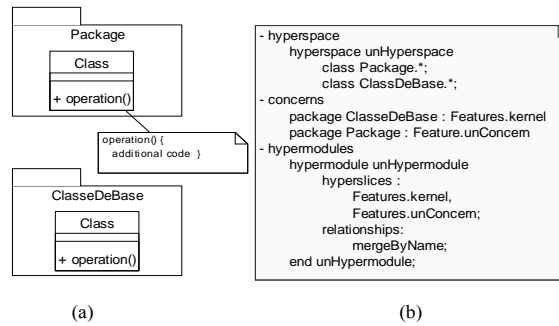 Package
Class
+ operation()
operation() {
additional code }
ClasseDeBase
Class
+ operation()
(a)
- hyperspace
hyperspace unHyperspace
class Package.*;
class ClassDeBase.*;
- concerns
package ClasseDeBase : Features.kernel
package Package : Feature.unConcern
- hypermodules
hypermodule unHypermodule
hyperslices :
Features.kernel,
Features.unConcern;
relationships:
mergeByName;
end unHypermodule;
(b)